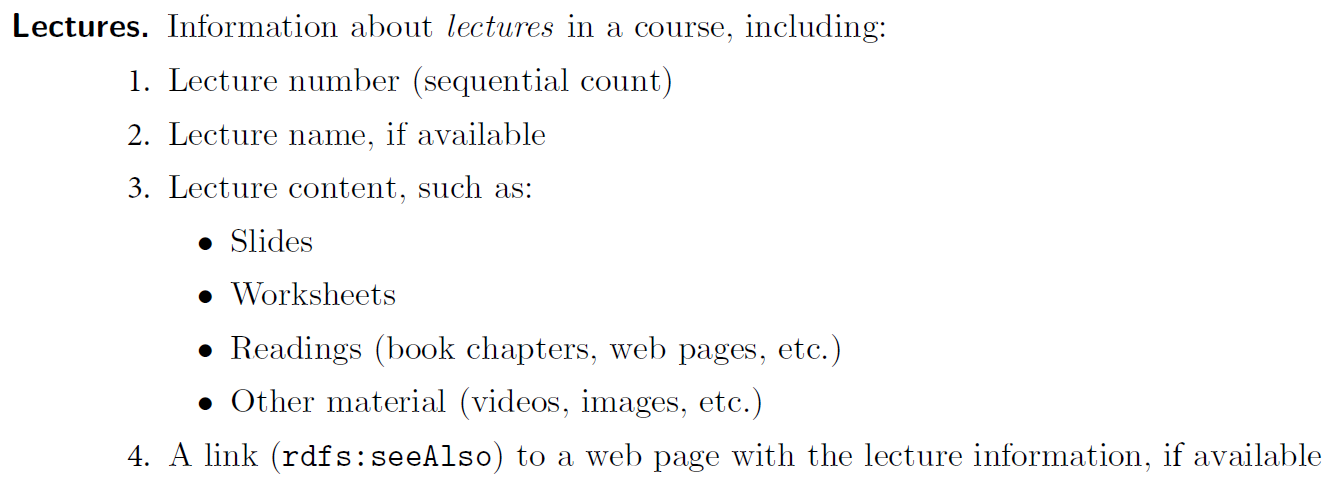 Lectures. Information about lectures in a course, including:
1. Lecture number (sequential count)
2. Lecture name, if available
3. Lecture content, such as:
• Slides
• Worksheets
• Readings (book chapters, web pages, etc.)
• Other material (videos, images, etc.)
4. A link (rdfs:seeAlso) to a web page with the lecture information, if available